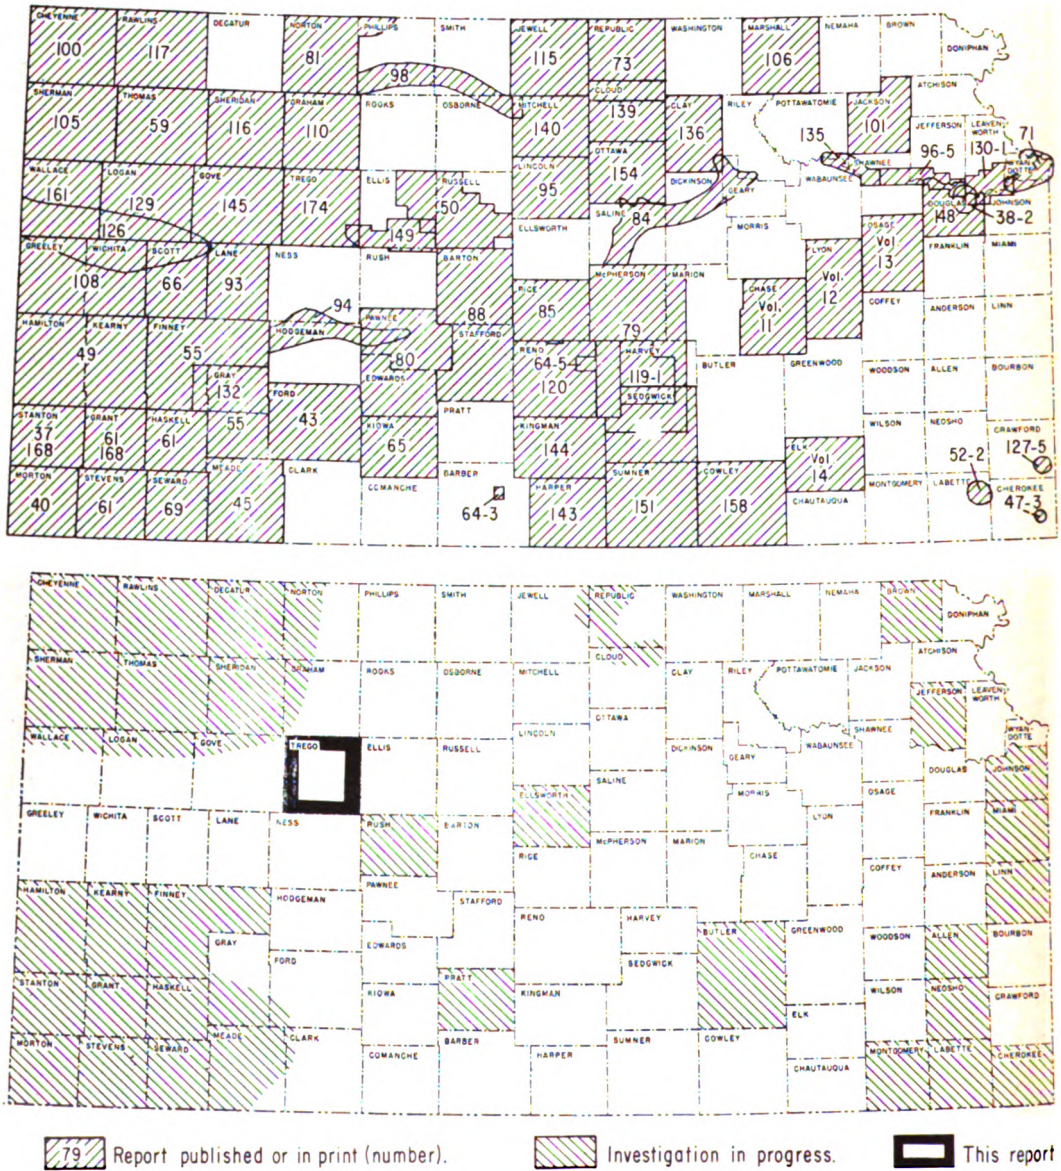 CHEYENNE RAWLINS DECATUR NORTON PHILLIPS SMITH JEWELL REPUBLIC WASHINGTON MARSHALL NEMAHA BROWN
DONIPHAN
100 117 81 98 115 73 106
ATCHISON
SHERMAN THOMAS SHERIDAN GRAHAM ROOKS OSBORNE MITCHELL CLOUD CLAY RILEY POTTAWATOMIE JACKSON
105 59 116 110 140 139 136 135 101
JEFFERSON LEAVEN-WORTH 71
96-5 130-1
OTTAWA
WALLACE LOGAN GOVE TREGO ELLIS RUSSELL LINCOLN DICKINSON GEARY WABAUNSEE SHAWNEE WYAN-DOTTE
161 129 145 174 50 95 154
DOUGLAS JOHNSON
148 38-2
126 149 ELLSWORTH SALINE 84 MORRIS OSAGE
GREELEY WICHITA SCOTT LANE NESS RUSH BARTON LYON Vol. 13 FRANKLIN MIAMI
108 66 93 McPHERSON MARION
94 88 RICE 85 CHASE Vol. 11 Vol. 12 COFFEY ANDERSON LINN
HAMILTON KEARNY FINNEY HODGEMAN PAWNEE STAFFORD 79
49 55 80 RENO 64-5 HARVEY BUTLER GREENWOOD
GRAY 132 EDWARDS 120 119-1 WOODSON ALLEN BOURBON
FORD SEDGWICK
STANTON GRANT HASKELL 55 43 KIOWA PRATT KINGMAN WILSON NEOSHO CRAWFORD
37 61 61 65 144 52-2 127-5
168 168
MEADE CLARK BARBER SUMNER COWLEY ELK Vol. 14
MORTON STEVENS SEWARD 45 COMANCHE HARPER MONTGOMERY LABETTE CHEROKEE
40 61 69 64-3 143 151 158 CHAUTAUQUA 47-3
CHEYENNE RAWLINS DECATUR NORTON PHILLIPS SMITH JEWELL REPUBLIC WASHINGTON MARSHALL NEMAHA BROWN
DONIPHAN
CLOUD ATCHISON
SHERMAN THOMAS SHERIDAN GRAHAM ROOKS OSBORNE MITCHELL CLAY RILEY POTTAWATOMIE JACKSON
JEFFERSON LEAVEN-WORTH
OTTAWA
WALLACE LOGAN GOVE TREGO ELLIS RUSSELL LINCOLN DICKINSON GEARY WABAUNSEE SHAWNEE WYAN-DOTTE
DOUGLAS JOHNSON
ELLSWORTH SALINE MORRIS OSAGE
GREELEY WICHITA SCOTT LANE NESS RUSH BARTON LYON FRANKLIN MIAMI
RICE McPHERSON MARION CHASE
HAMILTON KEARNY FINNEY HODGEMAN PAWNEE STAFFORD COFFEY ANDERSON LINN
RENO HARVEY BUTLER GREENWOOD WOODSON ALLEN BOURBON
GRAY FORD EDWARDS SEDGWICK
STANTON GRANT HASKELL KIOWA PRATT KINGMAN WILSON NEOSHO CRAWFORD
ELK
MORTON STEVENS SEWARD MEADE CLARK COMANCHE BARBER HARPER SUMNER COWLEY CHAUTAUQUA MONTGOMERY LABETTE CHEROKEE
79 Report published or in print (number). Investigation in progress. This report